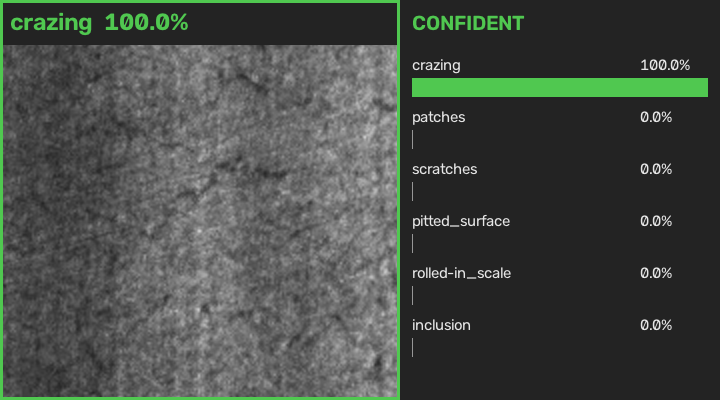 crazing 100.0%
CONFIDENT
crazing 100.0%
patches 0.0%
scratches 0.0%
pitted_surface 0.0%
rolled-in_scale 0.0%
inclusion 0.0%